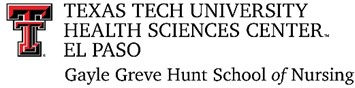 TEXAS TECH UNIVERSITY
HEALTH SCIENCES CENTER™
EL PASO
Gayle Greve Hunt School of Nursing